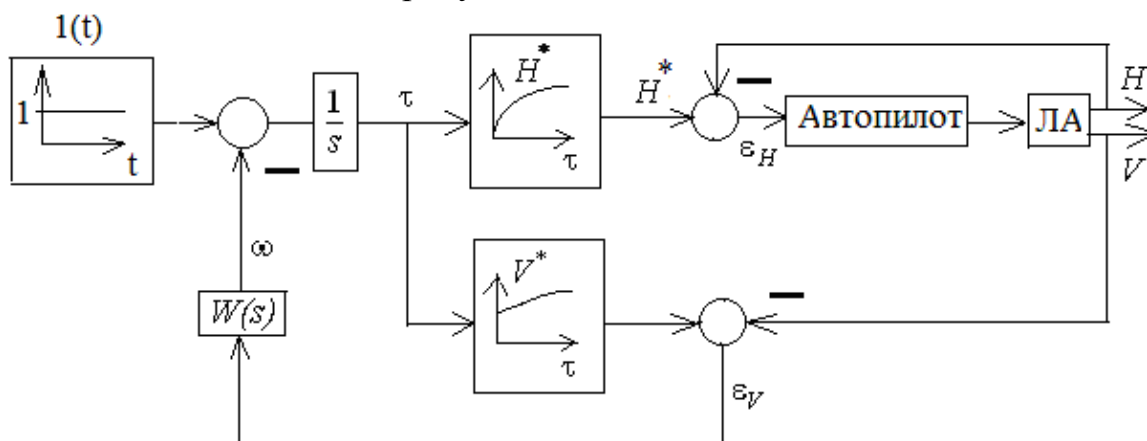 1(t)
1
t
1
s
τ
H*
τ
H*
ε_H
Автопилот
ЛА
H
V
ω
W(s)
V*
τ
ε_V